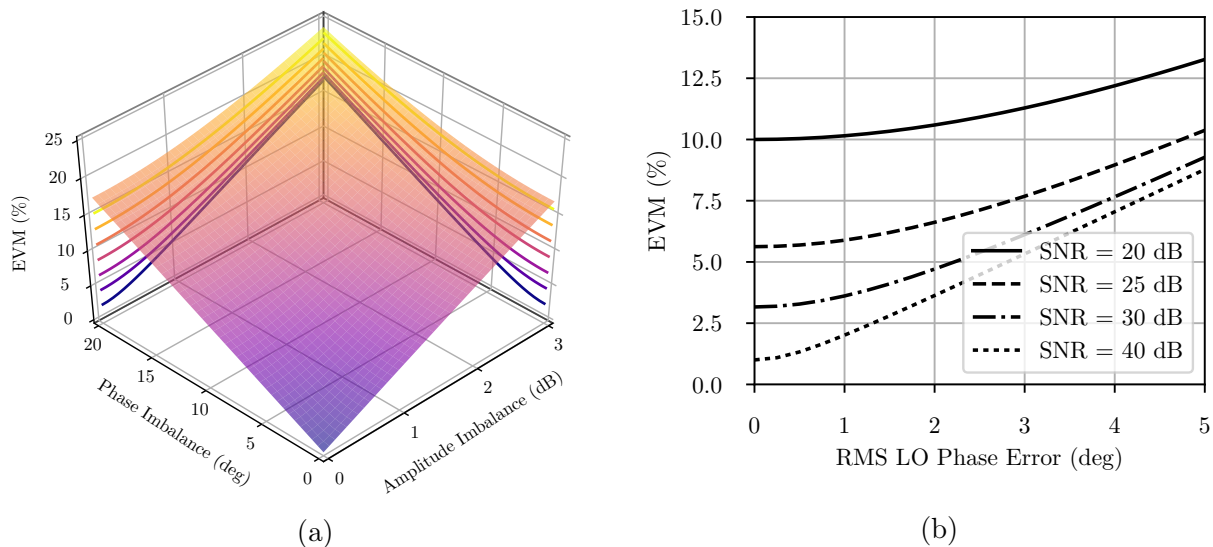 25
20
15
10
5
0
EVM (%)
20
15
10
5
0
Phase Imbalance (deg)
0
1
2
3
Amplitude Imbalance (dB)
(a)
15.0
12.5
10.0
7.5
5.0
2.5
0.0
EVM (%)
SNR = 20 dB
SNR = 25 dB
SNR = 30 dB
SNR = 40 dB
0 1 2 3 4 5
RMS LO Phase Error (deg)
(b)